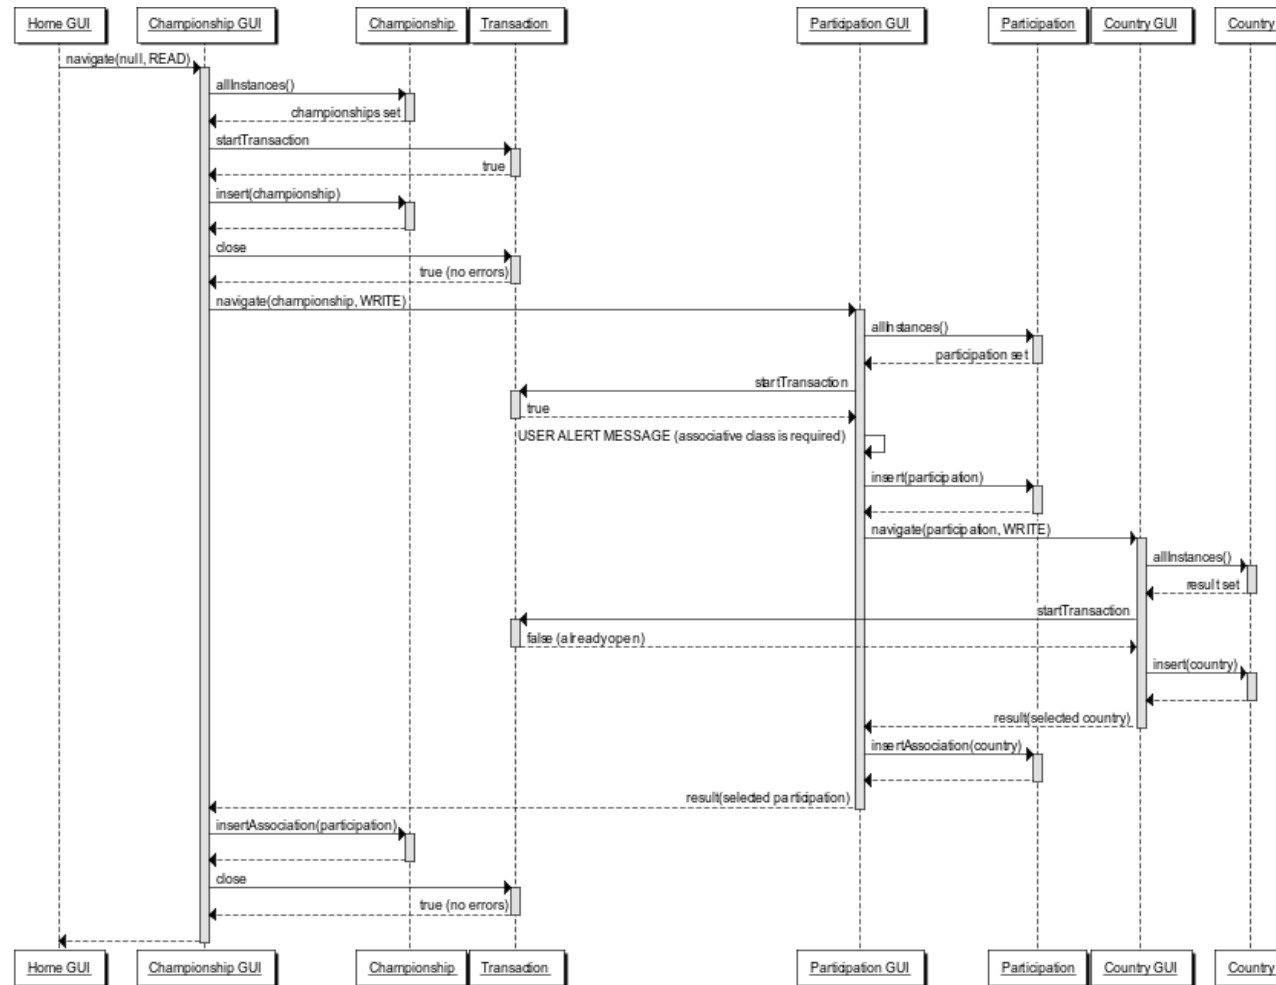 Home GUI
Championship GUI
Championship
Transaction
Participation GUI
Participation
Country GUI
Country
navigate(null, READ)
allInstances()
championships set
startTransaction
true
insert(championship)
close
true (no errors)
navigate(championship, WRITE)
allInstances()
participation set
startTransaction
true
USER ALERT MESSAGE (associative class is required)
insert(participation)
navigate(participation, WRITE)
allInstances()
result set
startTransaction
false (already open)
insert(country)
result(selected country)
insertAssociation(country)
result(selected participation)
insertAssociation(participation)
close
true (no errors)
Home GUI
Championship GUI
Championship
Transaction
Participation GUI
Participation
Country GUI
Country